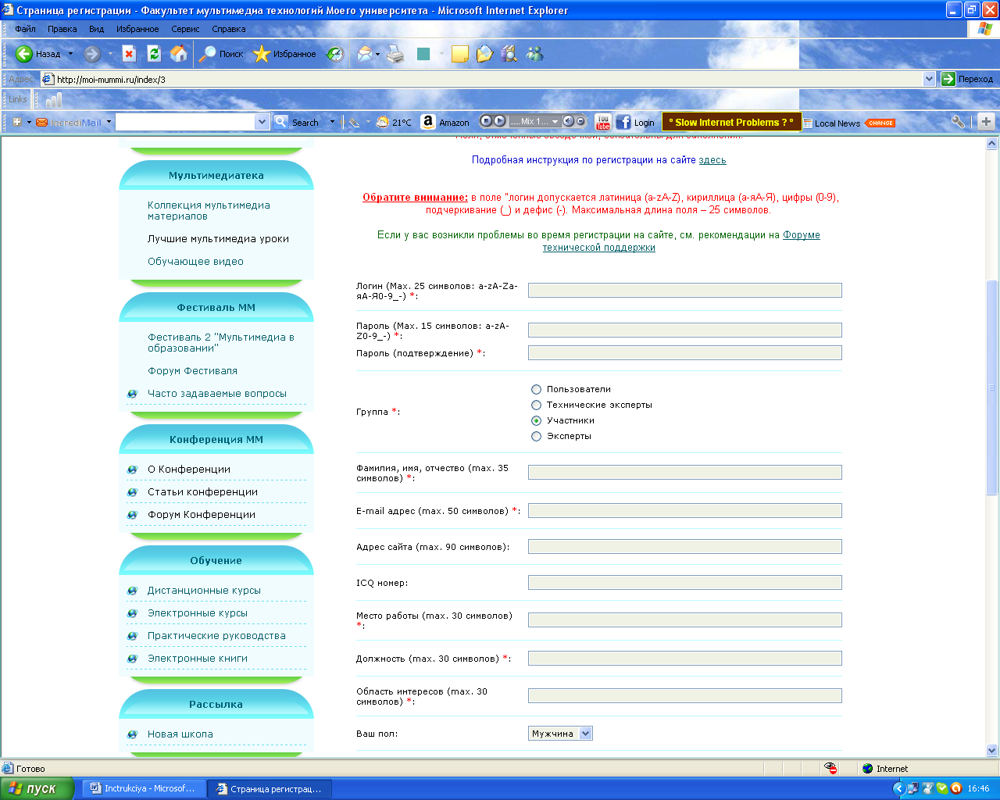 Страница регистрации - Факультет мультимедиа технологий Моего университета - Microsoft Internet Explorer
Файл Правка Вид Избранное Сервис Справка
Назад Поиск Избранное
Адрес: http://moi-mummi.ru/index/3 Переход
Links
IncrediMail Search 21°C Amazon .....Mix 1... You Tube Login ° Slow Internet Problems ? ° Local News CHANGE
Поля, отмеченные звездочкой, обязательны для заполнения.
Подробная инструкция по регистрации на сайте здесь
Обратите внимание: в поле "логин допускается латиница (a-zA-Z), кириллица (а-яА-Я), цифры (0-9),
подчеркивание (_) и дефис (-). Максимальная длина поля – 25 символов.
Если у вас возникли проблемы во время регистрации на сайте, см. рекомендации на Форуме
технической поддержки
Мультимедиатека
Коллекция мультимедиа
материалов
Лучшие мультимедиа уроки
Обучающее видео
Фестиваль ММ
Фестиваль 2 "Мультимедиа в
образовании"
Форум Фестиваля
Часто задаваемые вопросы
Конференция ММ
О Конференции
Статьи конференции
Форум Конференции
Обучение
Дистанционные курсы
Электронные курсы
Практические руководства
Электронные книги
Рассылка
Новая школа
Логин (Max. 25 символов: a-zA-Zа-
яА-Я0-9_-) *:
Пароль (Max. 15 символов: a-zA-
Z0-9_-) *:
Пароль (подтверждение) *:
Группа *:
Пользователи
Технические эксперты
Участники
Эксперты
Фамилия, имя, отчество (max. 35
символов) *:
E-mail адрес (max. 50 символов) *:
Адрес сайта (max. 90 символов):
ICQ номер:
Место работы (max. 30 символов)
*:
Должность (max. 30 символов) *:
Область интересов (max. 30
символов) *:
Ваш пол: Мужчина
Готово Internet
пуск Inctrukciya - Microsof... Страница регистрац... 16:46